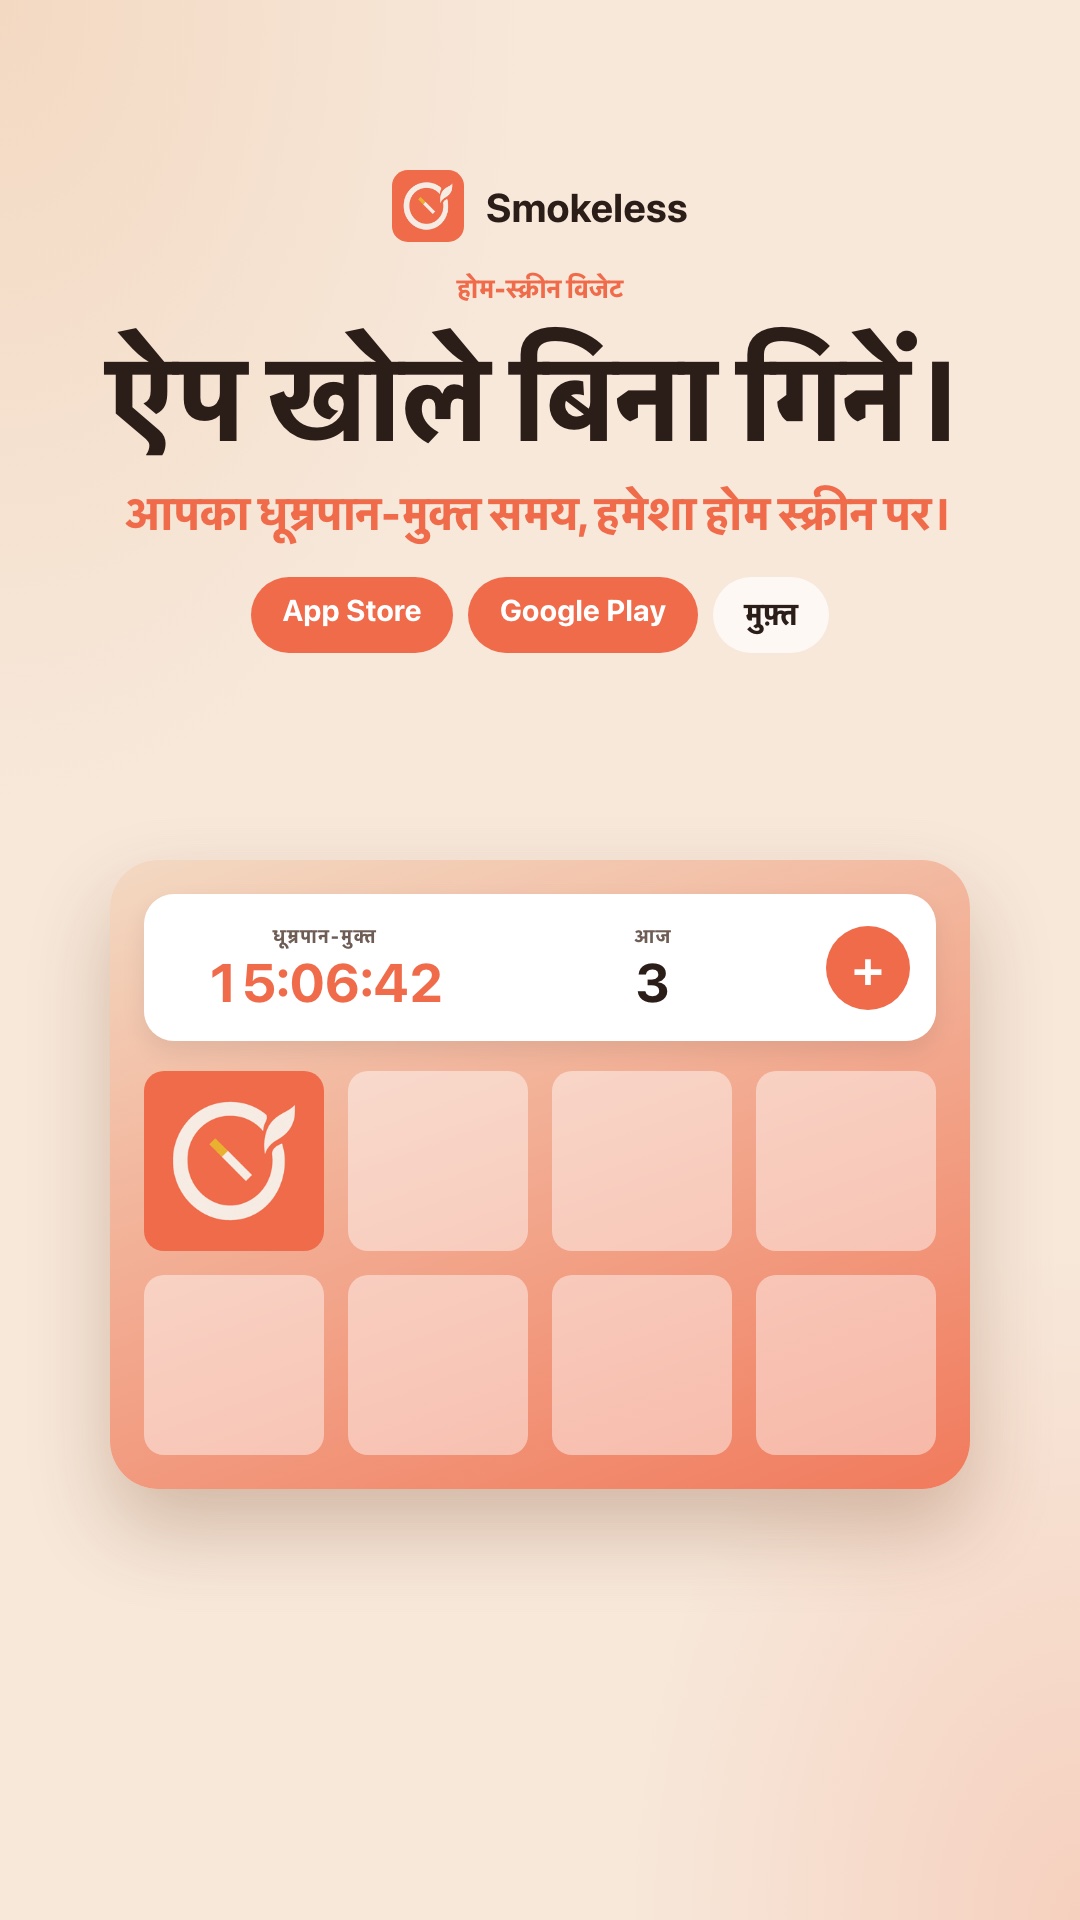 Smokeless
होम-स्क्रीन विजेट
ऐप खोले बिना गिनें।
आपका धूम्रपान-मुक्त समय, हमेशा होम स्क्रीन पर।
App Store Google Play मुफ़्त
धूम्रपान-मुक्त आज
15:06:42 3 +